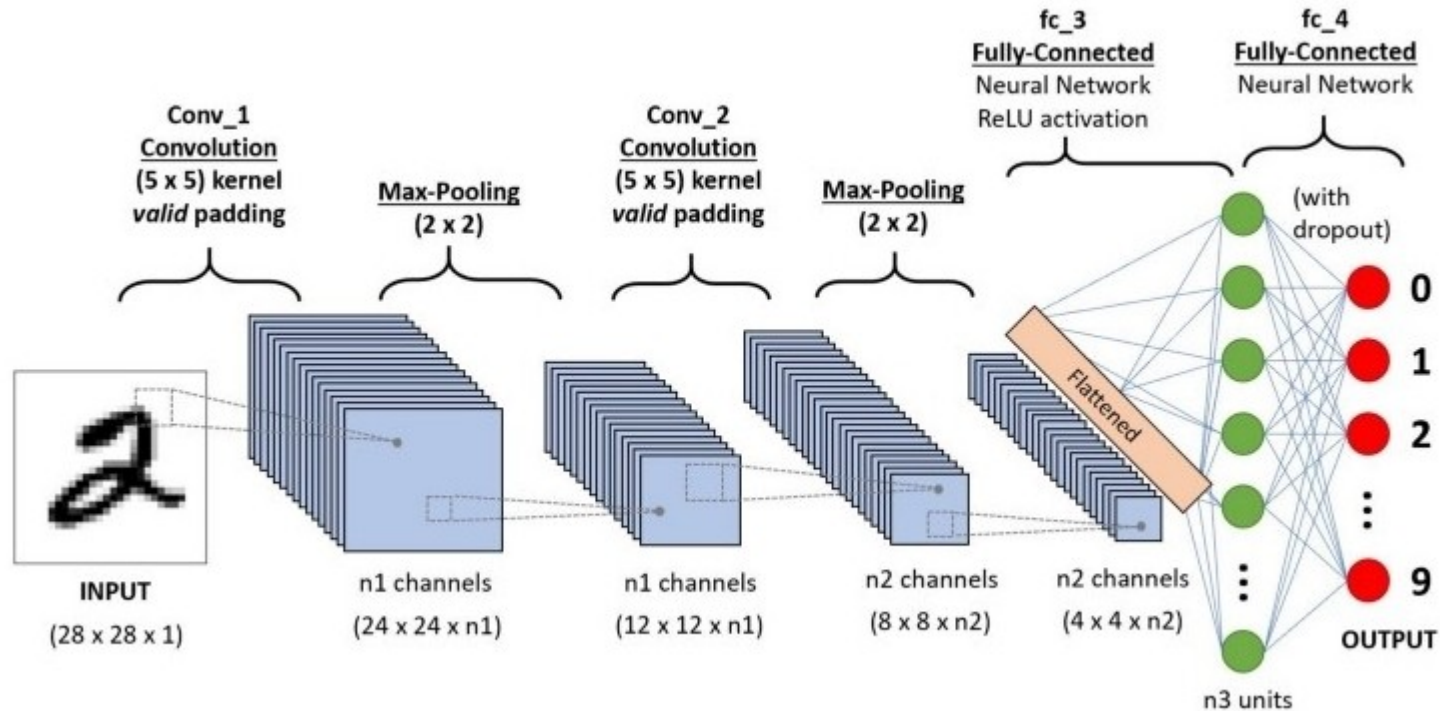 Conv_1
Convolution
(5 x 5) kernel
valid padding
Max-Pooling
(2 x 2)
Conv_2
Convolution
(5 x 5) kernel
valid padding
Max-Pooling
(2 x 2)
fc_3
Fully-Connected
Neural Network
ReLU activation
fc_4
Fully-Connected
Neural Network
(with
dropout)
Flattened
0
1
2
9
OUTPUT
2
INPUT
(28 x 28 x 1)
n1 channels
(24 x 24 x n1)
n1 channels
(12 x 12 x n1)
n2 channels
(8 x 8 x n2)
n2 channels
(4 x 4 x n2)
n3 units